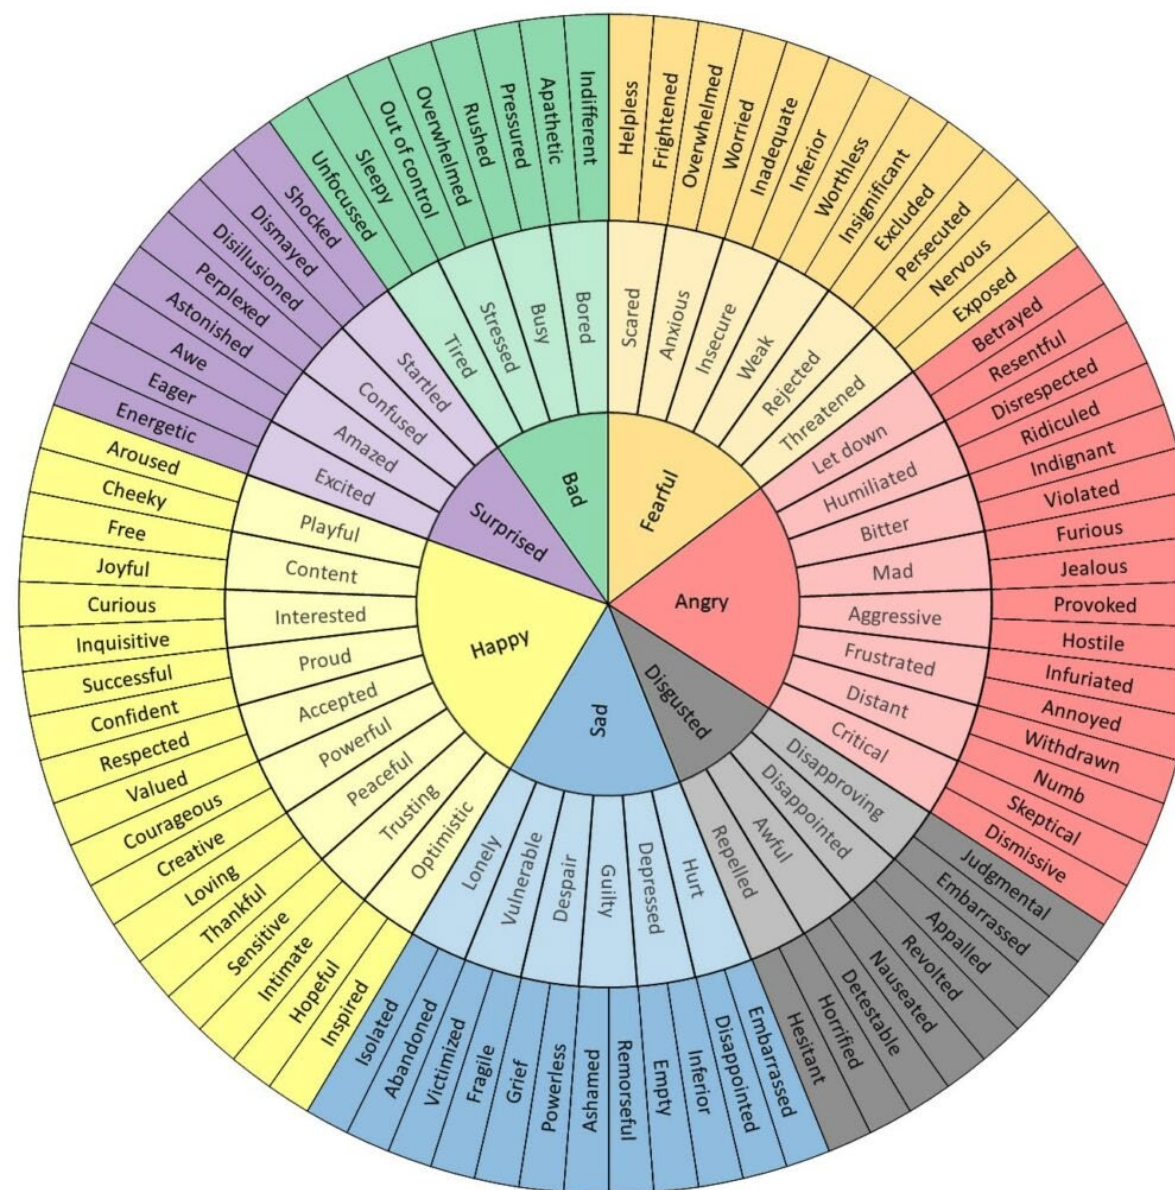 Fearful
Angry
Disgusted
Sad
Happy
Surprised
Bad
Scared
Anxious
Insecure
Weak
Rejected
Threatened
Let down
Humiliated
Bitter
Mad
Aggressive
Frustrated
Distant
Critical
Disapproving
Disappointed
Awful
Repelled
Hurt
Depressed
Guilty
Despair
Vulnerable
Lonely
Optimistic
Trusting
Peaceful
Powerful
Accepted
Proud
Interested
Content
Playful
Excited
Amazed
Confused
Startled
Tired
Stressed
Busy
Bored
Helpless
Frightened
Overwhelmed
Worried
Inadequate
Inferior
Worthless
Insignificant
Excluded
Persecuted
Nervous
Exposed
Betrayed
Resentful
Disrespected
Ridiculed
Indignant
Violated
Furious
Jealous
Provoked
Hostile
Infuriated
Annoyed
Withdrawn
Numb
Skeptical
Dismissive
Judgmental
Embarrassed
Appalled
Revolted
Nauseated
Detestable
Horrified
Hesitant
Embarrassed
Disappointed
Inferior
Empty
Remorseful
Ashamed
Powerless
Grief
Fragile
Victimized
Abandoned
Isolated
Inspired
Hopeful
Intimate
Sensitive
Thankful
Loving
Creative
Courageous
Valued
Respected
Confident
Successful
Inquisitive
Curious
Joyful
Free
Cheeky
Aroused
Energetic
Eager
Awe
Astonished
Perplexed
Disillusioned
Dismayed
Shocked
Unfocussed
Sleepy
Out of control
Overwhelmed
Rushed
Pressured
Apathetic
Indifferent